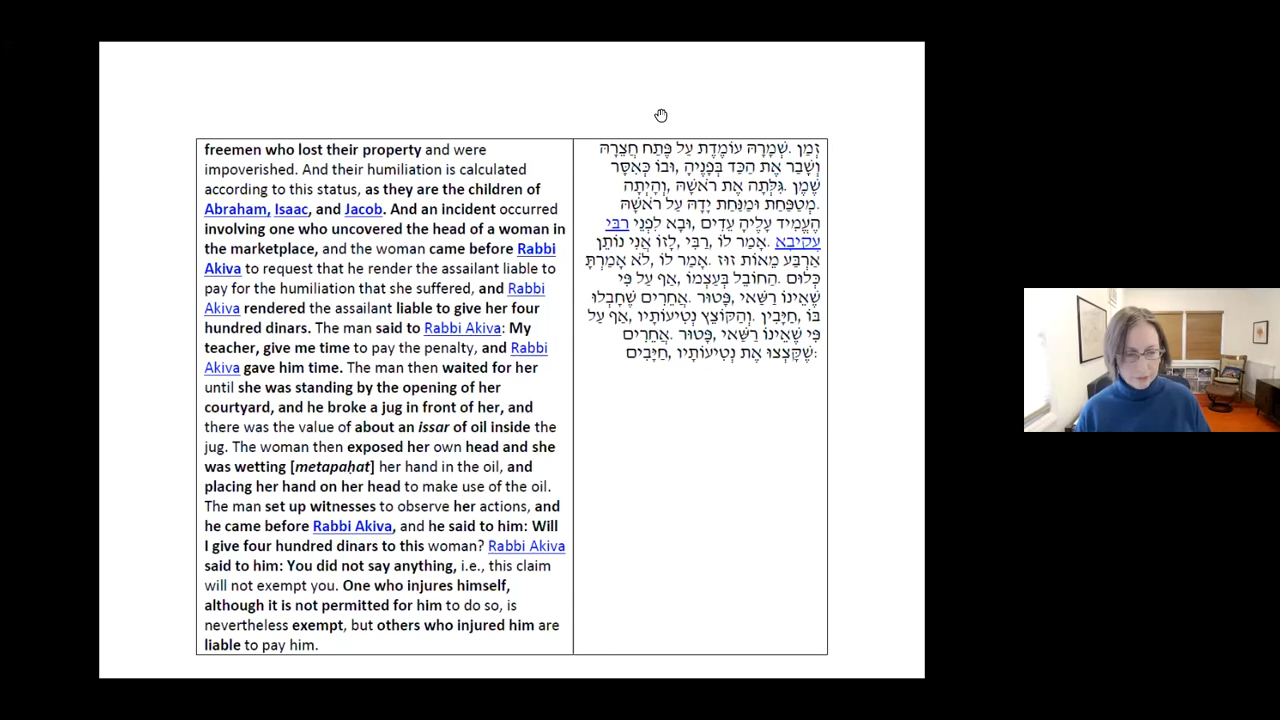 freemen who lost their property and were
impoverished. And their humiliation is calculated
according to this status, as they are the children of
Abraham, Isaac, and Jacob. And an incident occurred
involving one who uncovered the head of a woman in
the marketplace, and the woman came before Rabbi
Akiva to request that he render the assailant liable to
pay for the humiliation that she suffered, and Rabbi
Akiva rendered the assailant liable to give her four
hundred dinars. The man said to Rabbi Akiva: My
teacher, give me time to pay the penalty, and Rabbi
Akiva gave him time. The man then waited for her
until she was standing by the opening of her
courtyard, and he broke a jug in front of her, and
there was the value of about an issar of oil inside the
jug. The woman then exposed her own head and she
was wetting [metapaḥat] her hand in the oil, and
placing her hand on her head to make use of the oil.
The man set up witnesses to observe her actions, and
he came before Rabbi Akiva, and he said to him: Will
I give four hundred dinars to this woman? Rabbi Akiva
said to him: You did not say anything, i.e., this claim
will not exempt you. One who injures himself,
although it is not permitted for him to do so, is
nevertheless exempt, but others who injured him are
liable to pay him.
זְמַן. שְׁמָרָהּ עוֹמֶדֶת עַל פֶּתַח חֲצֵרָהּ
וְשָׁבַר אֶת הַכַּד בְּפָנֶיהָ, וּבוֹ כְּאִסָּר
שֶׁמֶן. גִּלְּתָה אֶת רֹאשָׁהּ, וְהָיְתָה
מְטַפַּחַת וּמַנַּחַת יָדָהּ עַל רֹאשָׁהּ.
הֶעֱמִיד עָלֶיהָ עֵדִים, וּבָא לִפְנֵי רַבִּי
עֲקִיבָא. אָמַר לוֹ, רַבִּי, לָזוֹ אֲנִי נוֹתֵן
אַרְבַּע מֵאוֹת זוּז. אָמַר לוֹ, לֹא אָמַרְתָּ
כְּלוּם. הַחוֹבֵל בְּעַצְמוֹ, אַף עַל פִּי
שֶׁאֵינוֹ רַשַּׁאי, פָּטוּר. אֲחֵרִים שֶׁחָבְלוּ
בּוֹ, חַיָּבִין. וְהַקּוֹצֵץ נְטִיעוֹתָיו, אַף עַל
פִּי שֶׁאֵינוֹ רַשַּׁאי, פָּטוּר. אֲחֵרִים
שֶׁקָּצְצוּ אֶת נְטִיעוֹתָיו, חַיָּבִים: